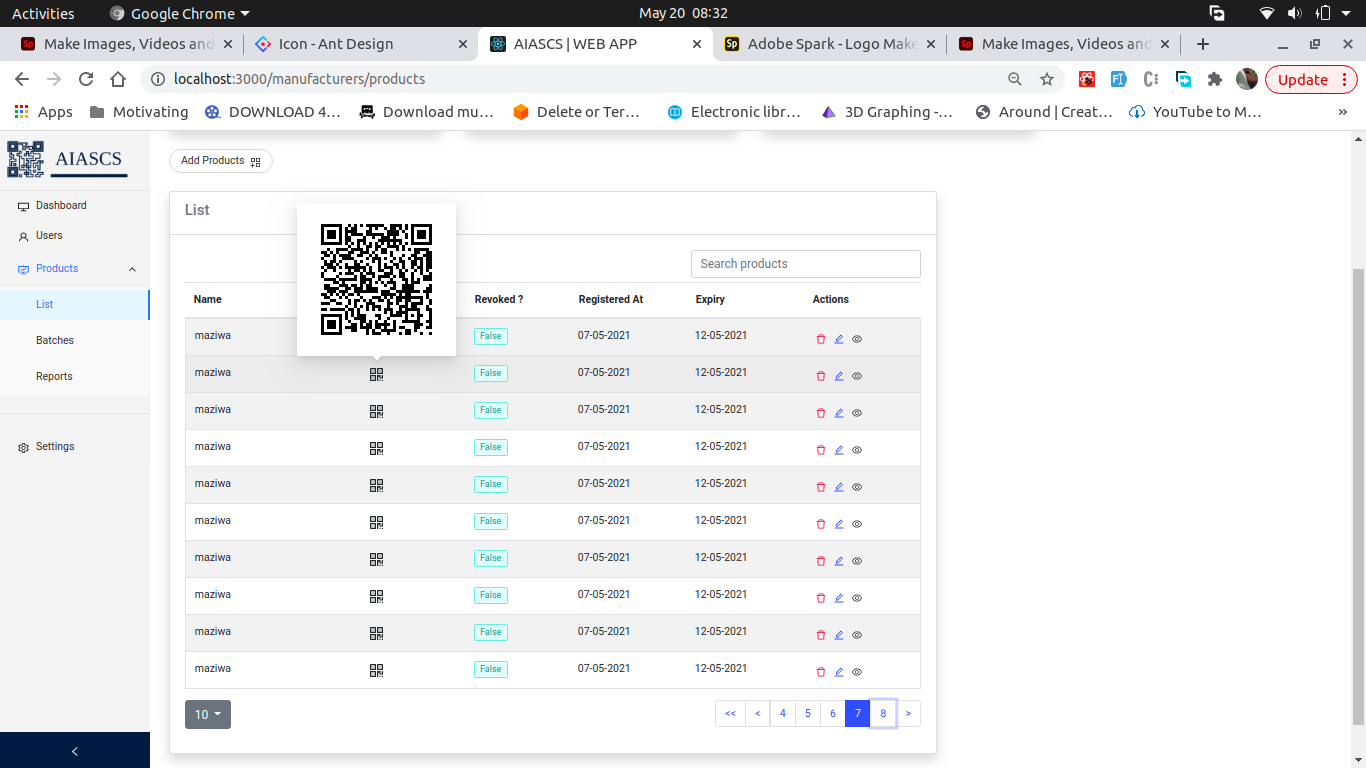 Activities Google Chrome May 20 08:32
Make Images, Videos and Icon - Ant Design AIASCS | WEB APP Adobe Spark - Logo Make Make Images, Videos and
localhost:3000/manufacturers/products Update
Apps Motivating DOWNLOAD 4... Download mu... Delete or Ter... Electronic libr... 3D Graphing -... Around | Creat... YouTube to M... »
AIASCS
Dashboard
Users
Products
List
Batches
Reports
Settings
<
Add Products
List
Search products
Name Revoked ? Registered At Expiry Actions
maziwa False 07-05-2021 12-05-2021
maziwa False 07-05-2021 12-05-2021
maziwa False 07-05-2021 12-05-2021
maziwa False 07-05-2021 12-05-2021
maziwa False 07-05-2021 12-05-2021
maziwa False 07-05-2021 12-05-2021
maziwa False 07-05-2021 12-05-2021
maziwa False 07-05-2021 12-05-2021
maziwa False 07-05-2021 12-05-2021
maziwa False 07-05-2021 12-05-2021
10 << < 4 5 6 7 8 >